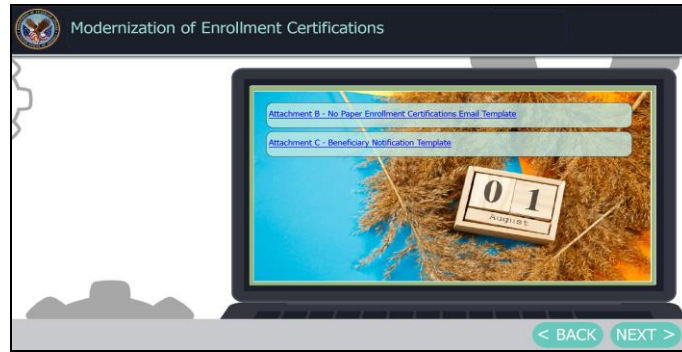 Modernization of Enrollment Certifications
Attachment B - No Paper Enrollment Certifications Email Template
Attachment C - Beneficiary Notification Template
0 1
August
< BACK NEXT >